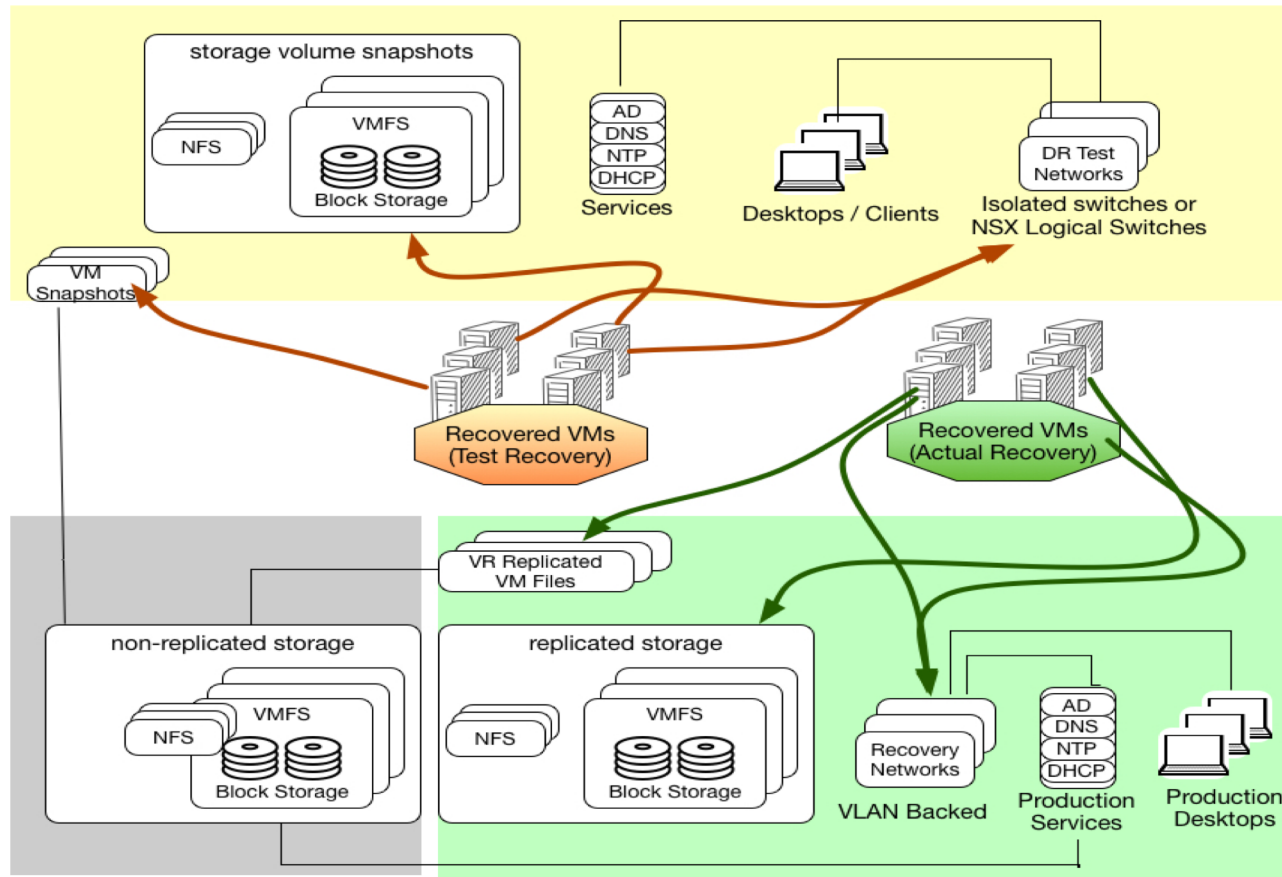 storage volume snapshots
NFS
VMFS
Block Storage
AD
DNS
NTP
DHCP
Services
Desktops / Clients
DR Test
Networks
Isolated switches or
NSX Logical Switches
VM
Snapshots
Recovered VMs
(Test Recovery)
Recovered VMs
(Actual Recovery)
VR Replicated
VM Files
non-replicated storage
NFS
VMFS
Block Storage
replicated storage
NFS
VMFS
Block Storage
Recovery
Networks
VLAN Backed
AD
DNS
NTP
DHCP
Production
Services
Production
Desktops